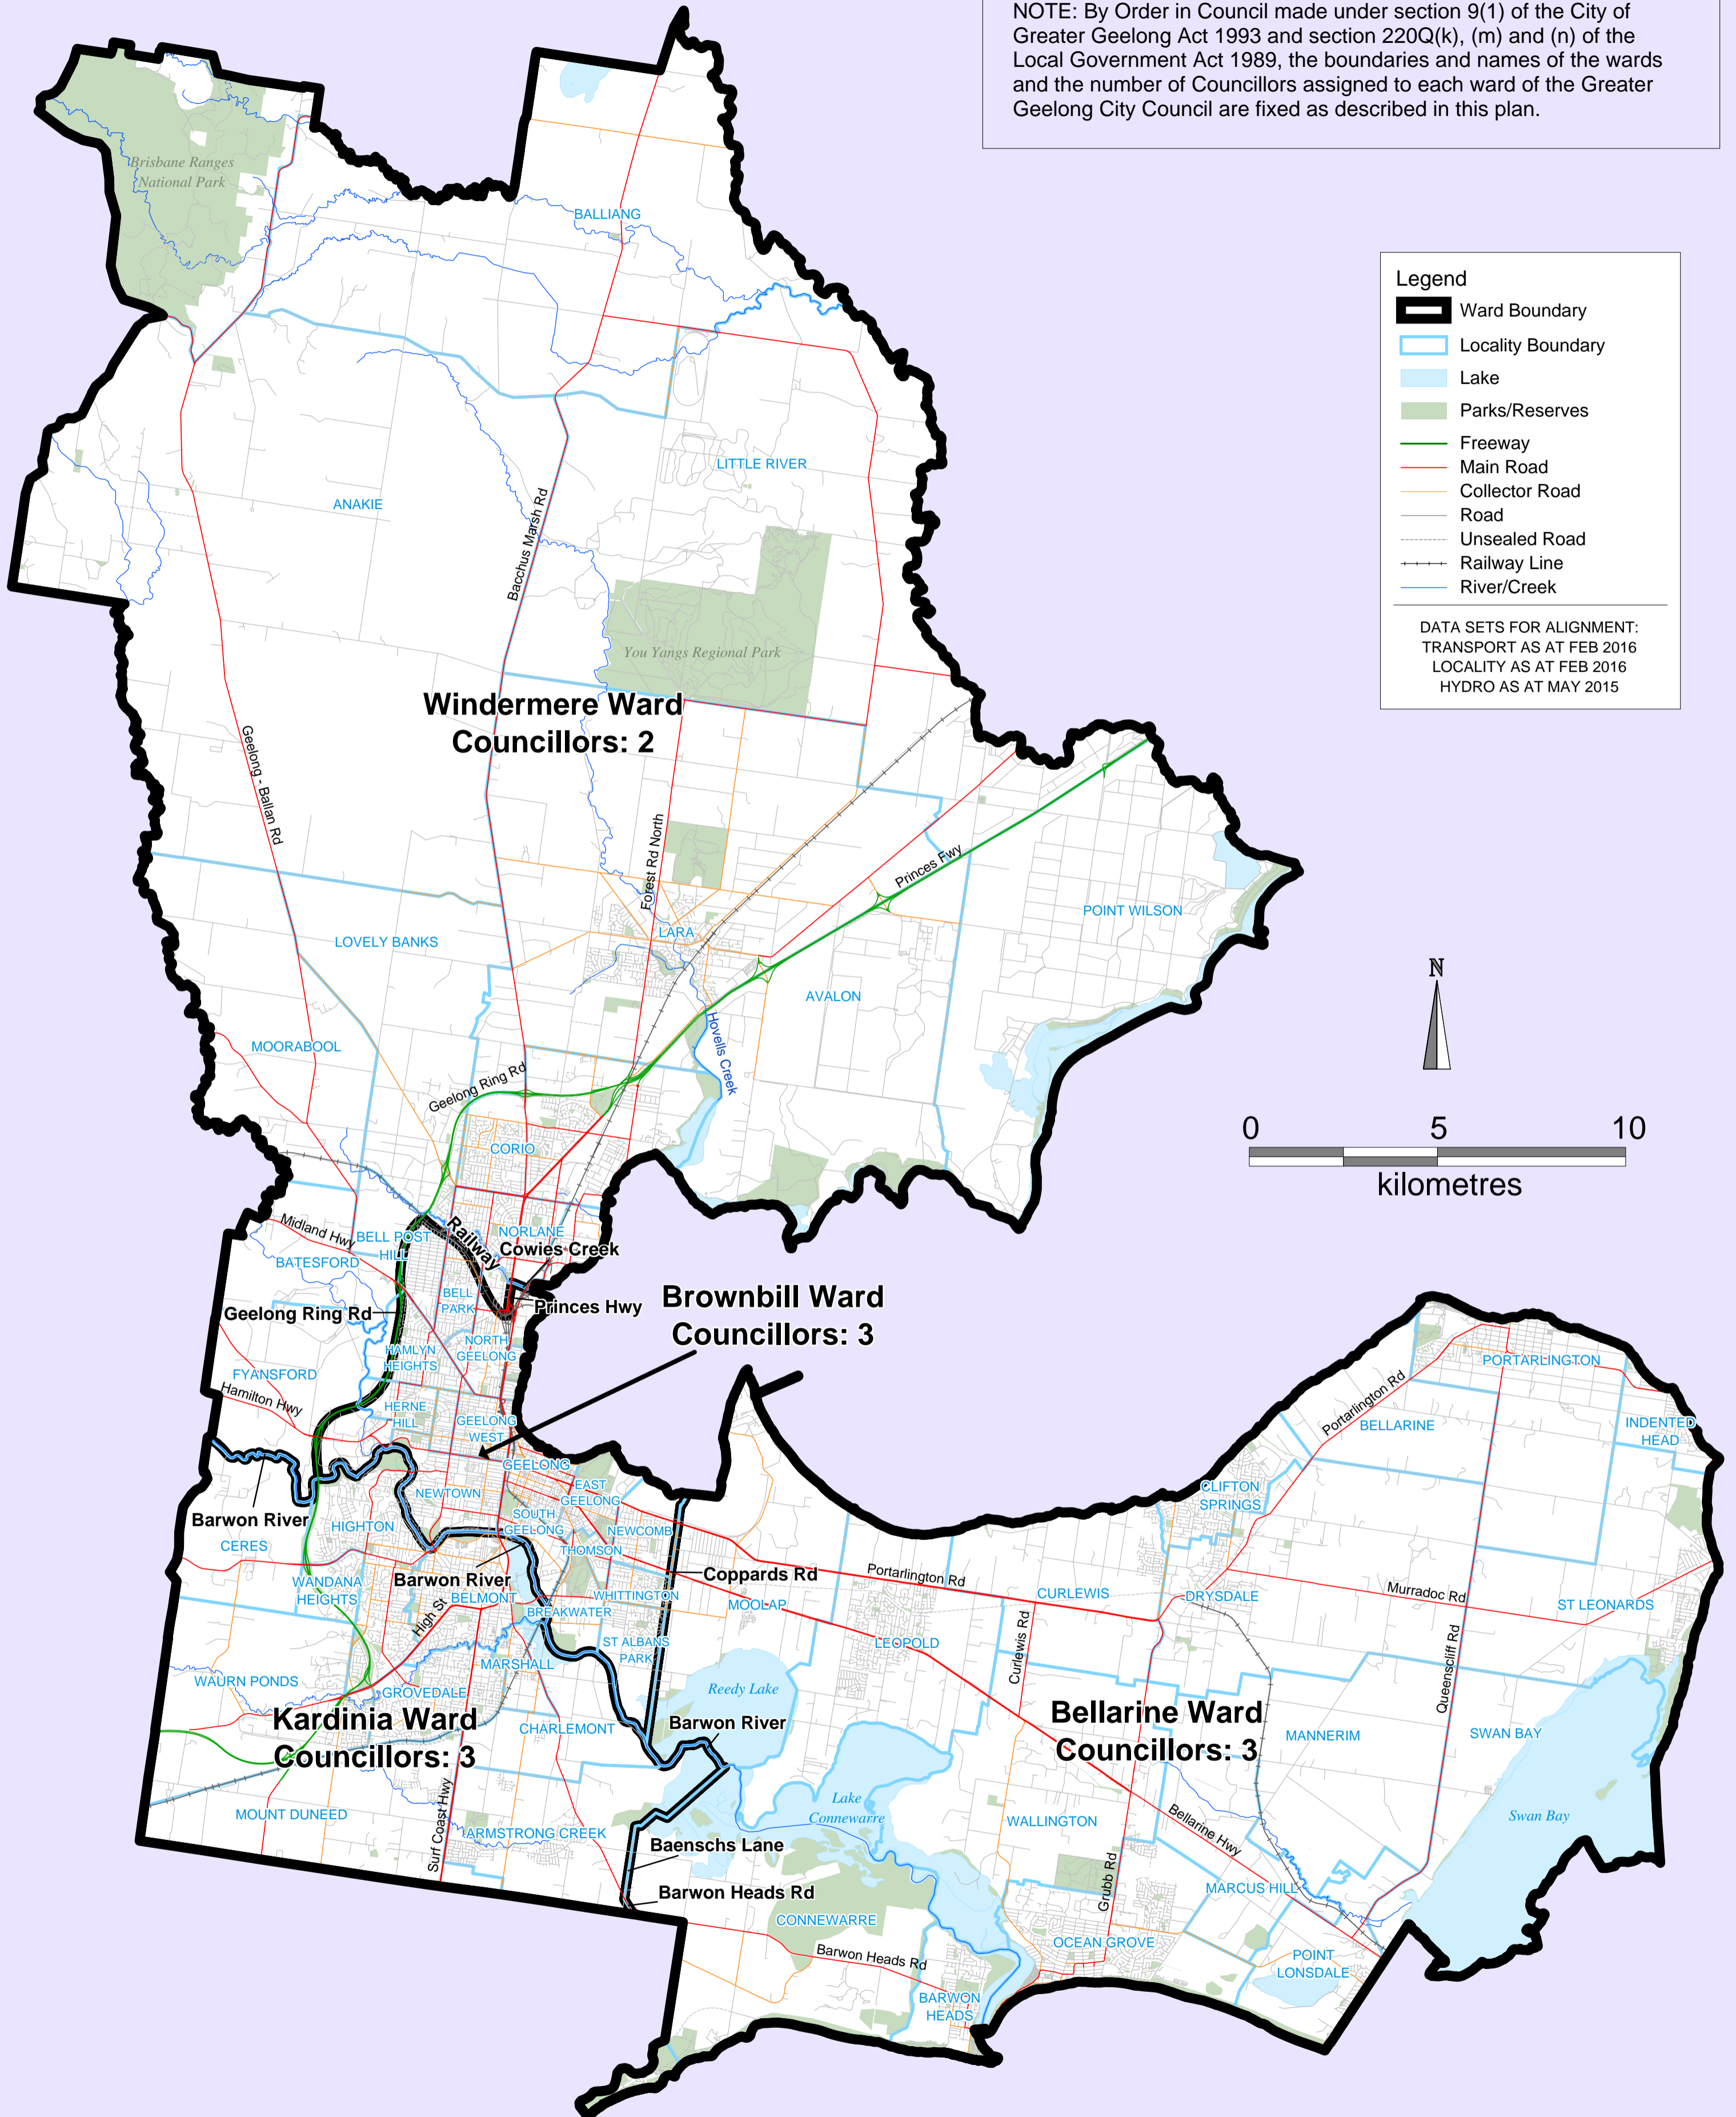 NOTE: By Order in Council made under section 9(1) of the City of
Greater Geelong Act 1993 and section 220Q(k), (m) and (n) of the
Local Government Act 1989, the boundaries and names of the wards
and the number of Councillors assigned to each ward of the Greater
Geelong City Council are fixed as described in this plan.
Brisbane Ranges
National Park
BALLIANG
Legend
Ward Boundary
Locality Boundary
Lake
Parks/Reserves
Freeway
Main Road
Collector Road
Road
Unsealed Road
Railway Line
River/Creek
DATA SETS FOR ALIGNMENT:
TRANSPORT AS AT FEB 2016
LOCALITY AS AT FEB 2016
HYDRO AS AT MAY 2015
LITTLE RIVER
ANAKIE
Bacchus Marsh Rd
You Yangs Regional Park
Windermere Ward
Councillors: 2
Geelong - Ballan Rd
Forest Rd North
Princes Fwy
POINT WILSON
LOVELY BANKS
LARA
AVALON
N
MOORABOOL
Hovells Creek
Geelong Ring Rd
CORIO
0 5 10
kilometres
Midland Hwy
BELL POST
HILL
Railway
NORLANE
Cowies Creek
BATESFORD
BELL
PARK
Princes Hwy
Geelong Ring Rd
Brownbill Ward
Councillors: 3
NORTH
GEELONG
HAMLYN
HEIGHTS
FYANSFORD
Hamilton Hwy
HERNE
HILL
GEELONG
WEST
PORTARLINGTON
Portarlington Rd
BELLARINE
INDENTED
HEAD
GEELONG
EAST
GEELONG
NEWTOWN
SOUTH
GEELONG
CLIFTON
SPRINGS
Barwon River
HIGHTON
CERES
NEWCOMB
THOMSON
WANDANA
HEIGHTS
Barwon River
BELMONT
High St
BREAKWATER
WHITTINGTON
Coppards Rd
MOOLAP
Portarlington Rd
CURLEWIS
DRYSDALE
Murradoc Rd
ST LEONARDS
ST ALBANS
PARK
LEOPOLD
Curlewis Rd
Queenscliff Rd
MARSHALL
WAURN PONDS
GROVEDALE
Reedy Lake
Kardinia Ward
Councillors: 3
CHARLEMONT
Barwon River
Bellarine Ward
Councillors: 3
MANNERIM
SWAN BAY
MOUNT DUNEED
Surf Coast Hwy
ARMSTRONG CREEK
Lake
Connewarre
WALLINGTON
Bellarine Hwy
Swan Bay
Baenschs Lane
Barwon Heads Rd
Grubb Rd
MARCUS HILL
CONNEWARRE
Barwon Heads Rd
OCEAN GROVE
POINT
LONSDALE
BARWON
HEADS